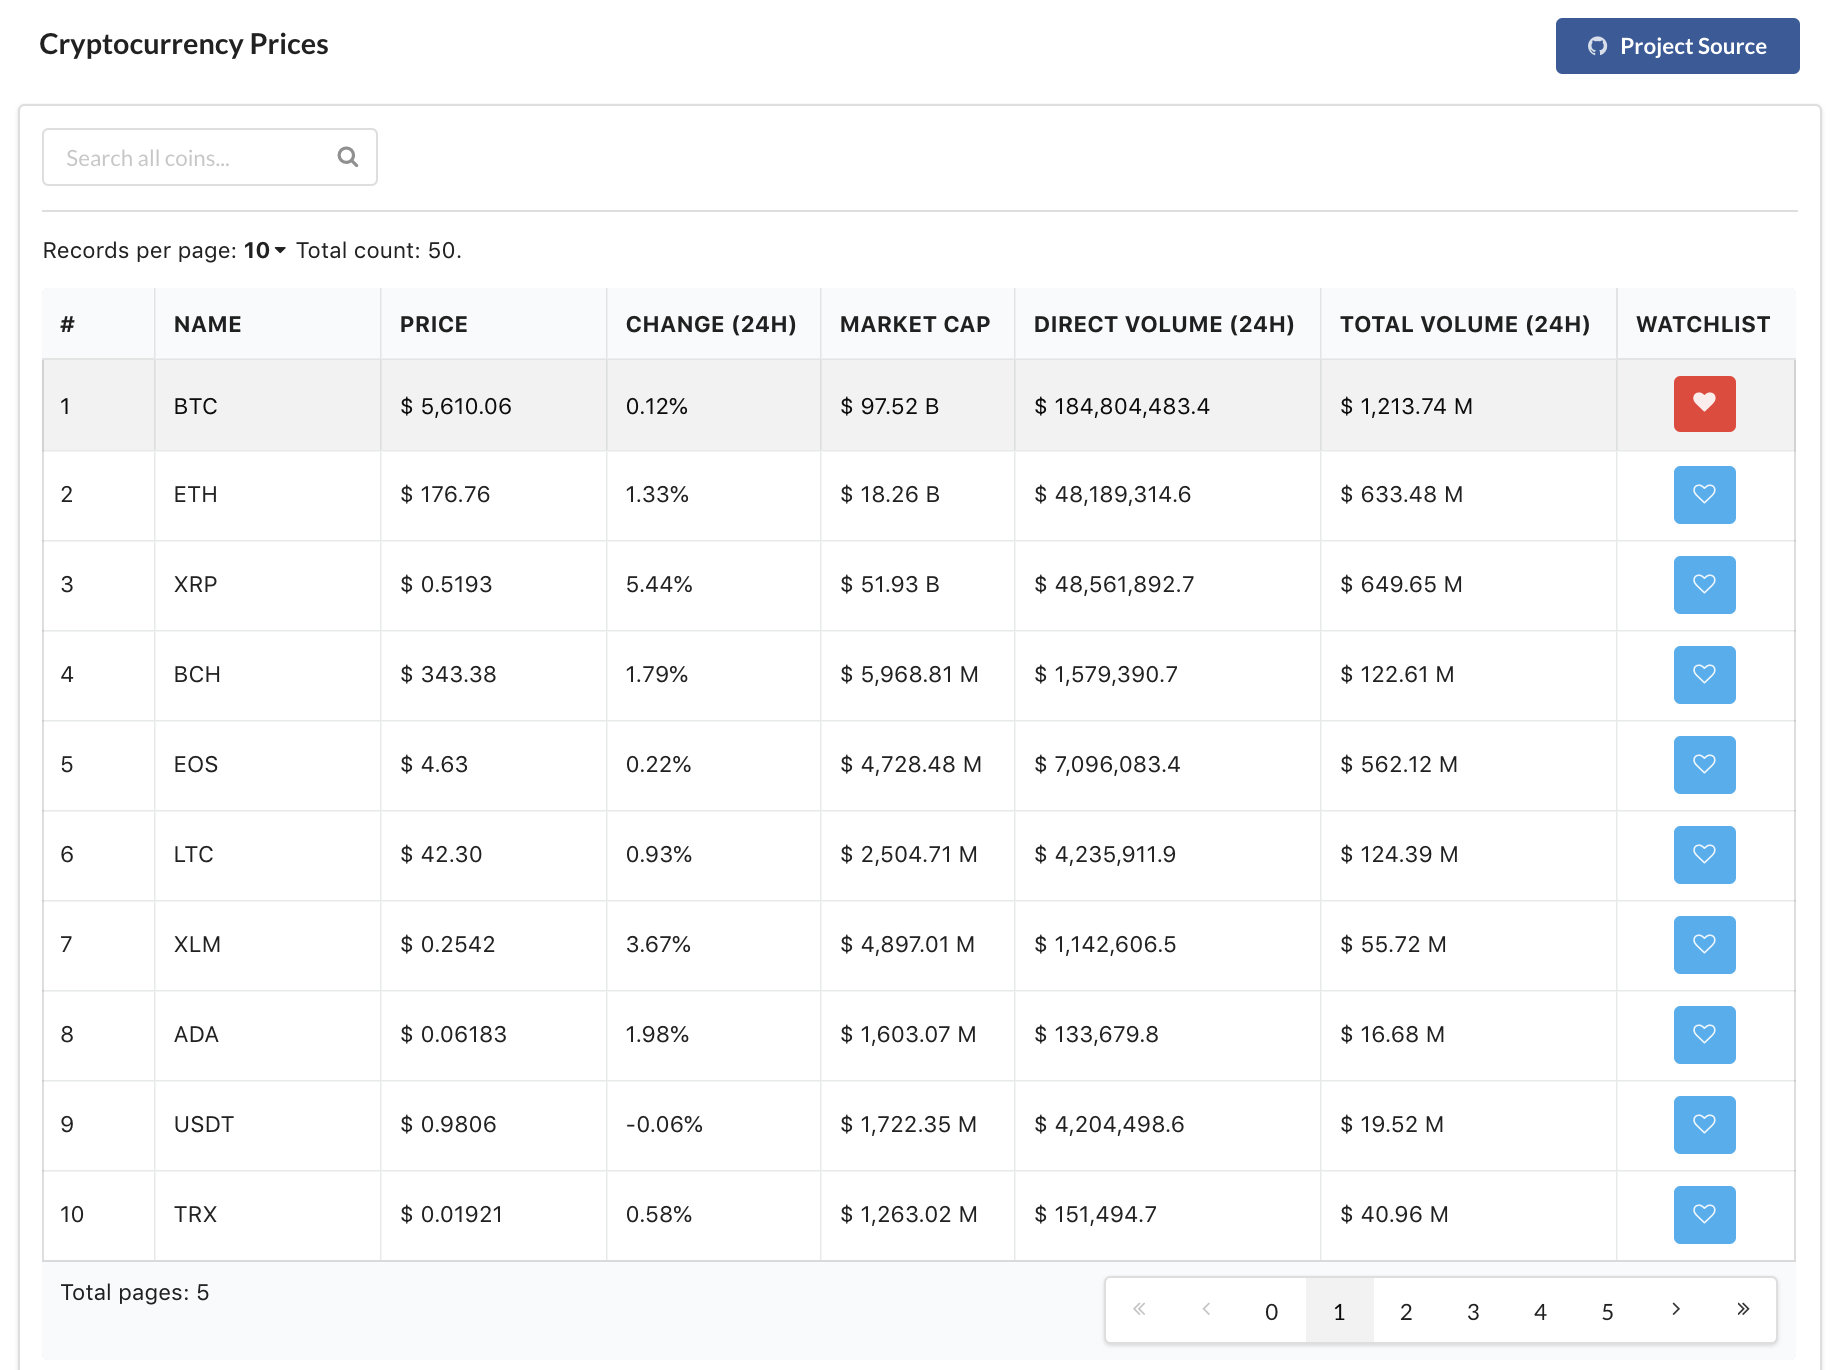 Cryptocurrency Prices
Project Source
Search all coins...
Records per page: 10 Total count: 50.
# NAME PRICE CHANGE (24H) MARKET CAP DIRECT VOLUME (24H) TOTAL VOLUME (24H) WATCHLIST
1 BTC $ 5,610.06 0.12% $ 97.52 B $ 184,804,483.4 $ 1,213.74 M
2 ETH $ 176.76 1.33% $ 18.26 B $ 48,189,314.6 $ 633.48 M
3 XRP $ 0.5193 5.44% $ 51.93 B $ 48,561,892.7 $ 649.65 M
4 BCH $ 343.38 1.79% $ 5,968.81 M $ 1,579,390.7 $ 122.61 M
5 EOS $ 4.63 0.22% $ 4,728.48 M $ 7,096,083.4 $ 562.12 M
6 LTC $ 42.30 0.93% $ 2,504.71 M $ 4,235,911.9 $ 124.39 M
7 XLM $ 0.2542 3.67% $ 4,897.01 M $ 1,142,606.5 $ 55.72 M
8 ADA $ 0.06183 1.98% $ 1,603.07 M $ 133,679.8 $ 16.68 M
9 USDT $ 0.9806 -0.06% $ 1,722.35 M $ 4,204,498.6 $ 19.52 M
10 TRX $ 0.01921 0.58% $ 1,263.02 M $ 151,494.7 $ 40.96 M
Total pages: 5
« ‹ 0 1 2 3 4 5 › »